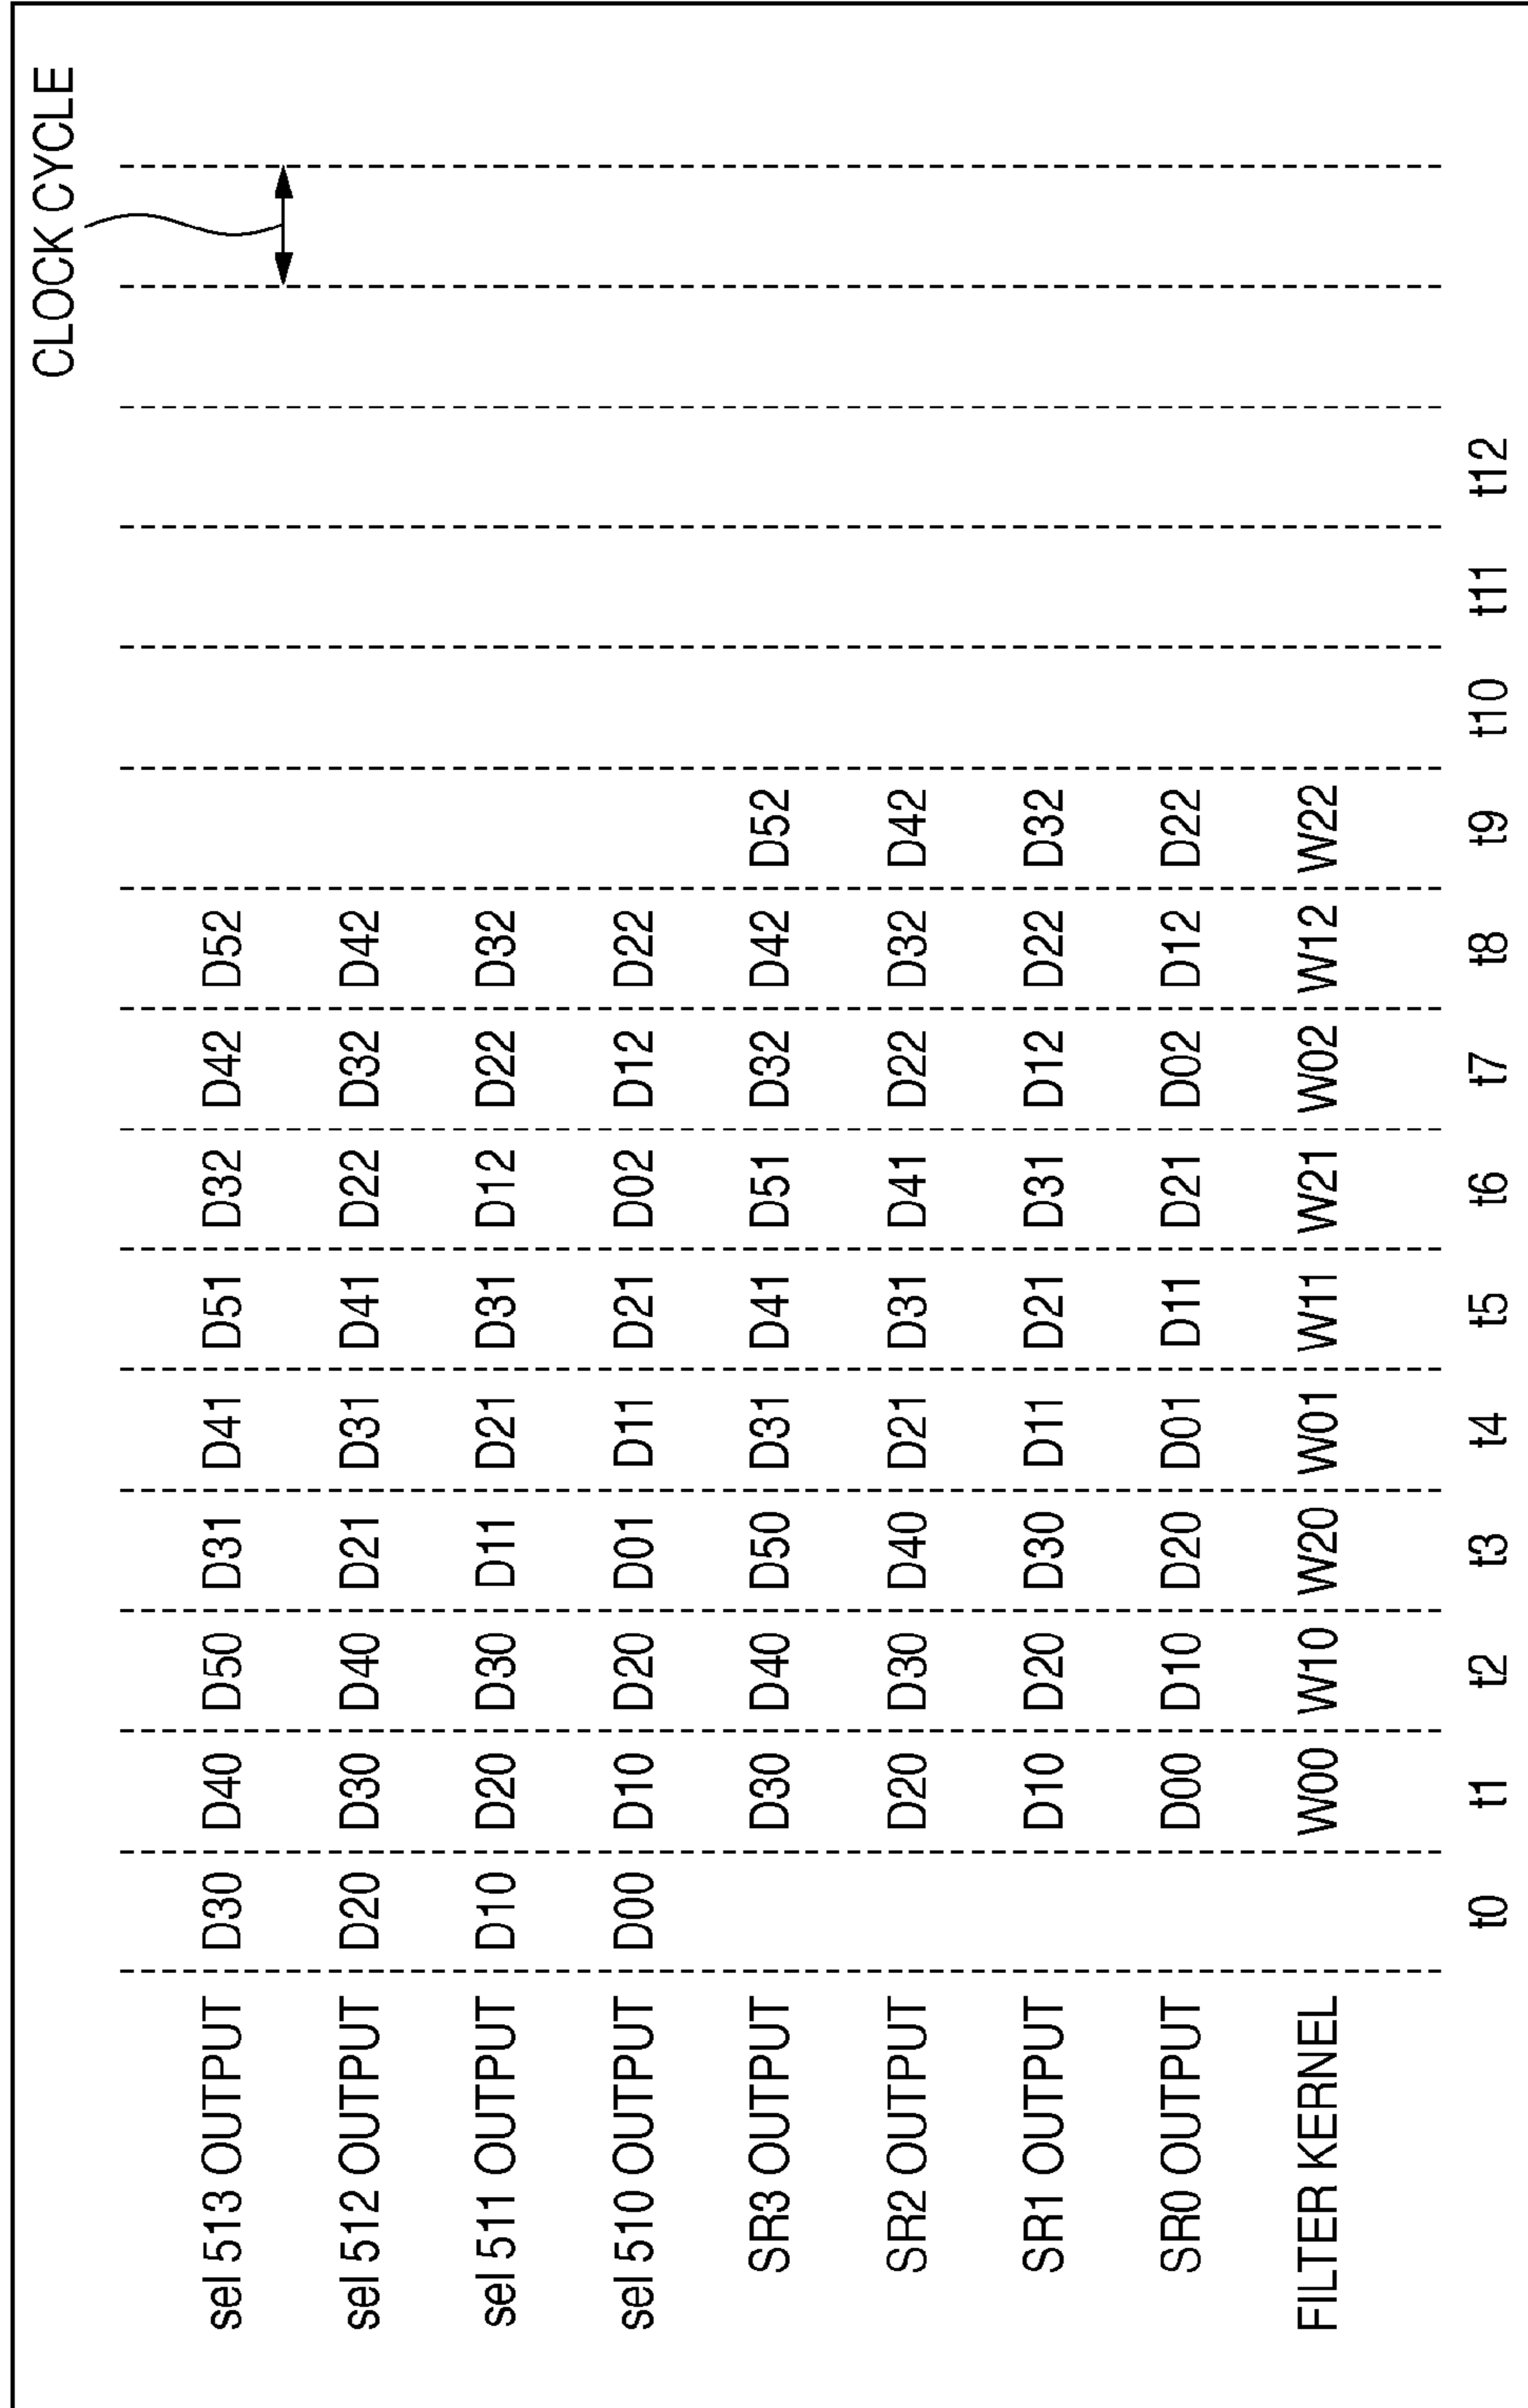 CLOCK CYCLE
sel 513 OUTPUT D30 D40 D50 D31 D41 D51 D32 D42 D52
sel 512 OUTPUT D20 D30 D40 D21 D31 D41 D22 D32 D42
sel 511 OUTPUT D10 D20 D30 D11 D21 D31 D12 D22 D32
sel 510 OUTPUT D00 D10 D20 D01 D11 D21 D02 D12 D22
SR3 OUTPUT D30 D40 D50 D31 D41 D51 D32 D42 D52
SR2 OUTPUT D20 D30 D40 D21 D31 D41 D22 D32 D42
SR1 OUTPUT D10 D20 D30 D11 D21 D31 D12 D22 D32
SR0 OUTPUT D00 D10 D20 D01 D11 D21 D02 D12 D22
FILTER KERNEL W00 W10 W20 W01 W11 W21 W02 W12 W22
t0 t1 t2 t3 t4 t5 t6 t7 t8 t9 t10 t11 t12